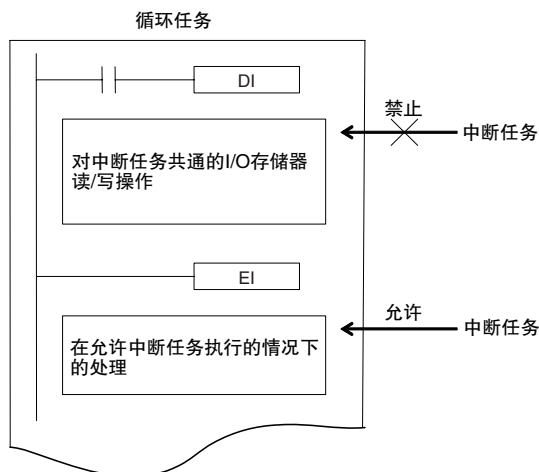 循环任务
DI
禁止
中断任务
对中断任务共通的I/O存储器
读/写操作
EI
允许
中断任务
在允许中断任务执行的情况下
的处理